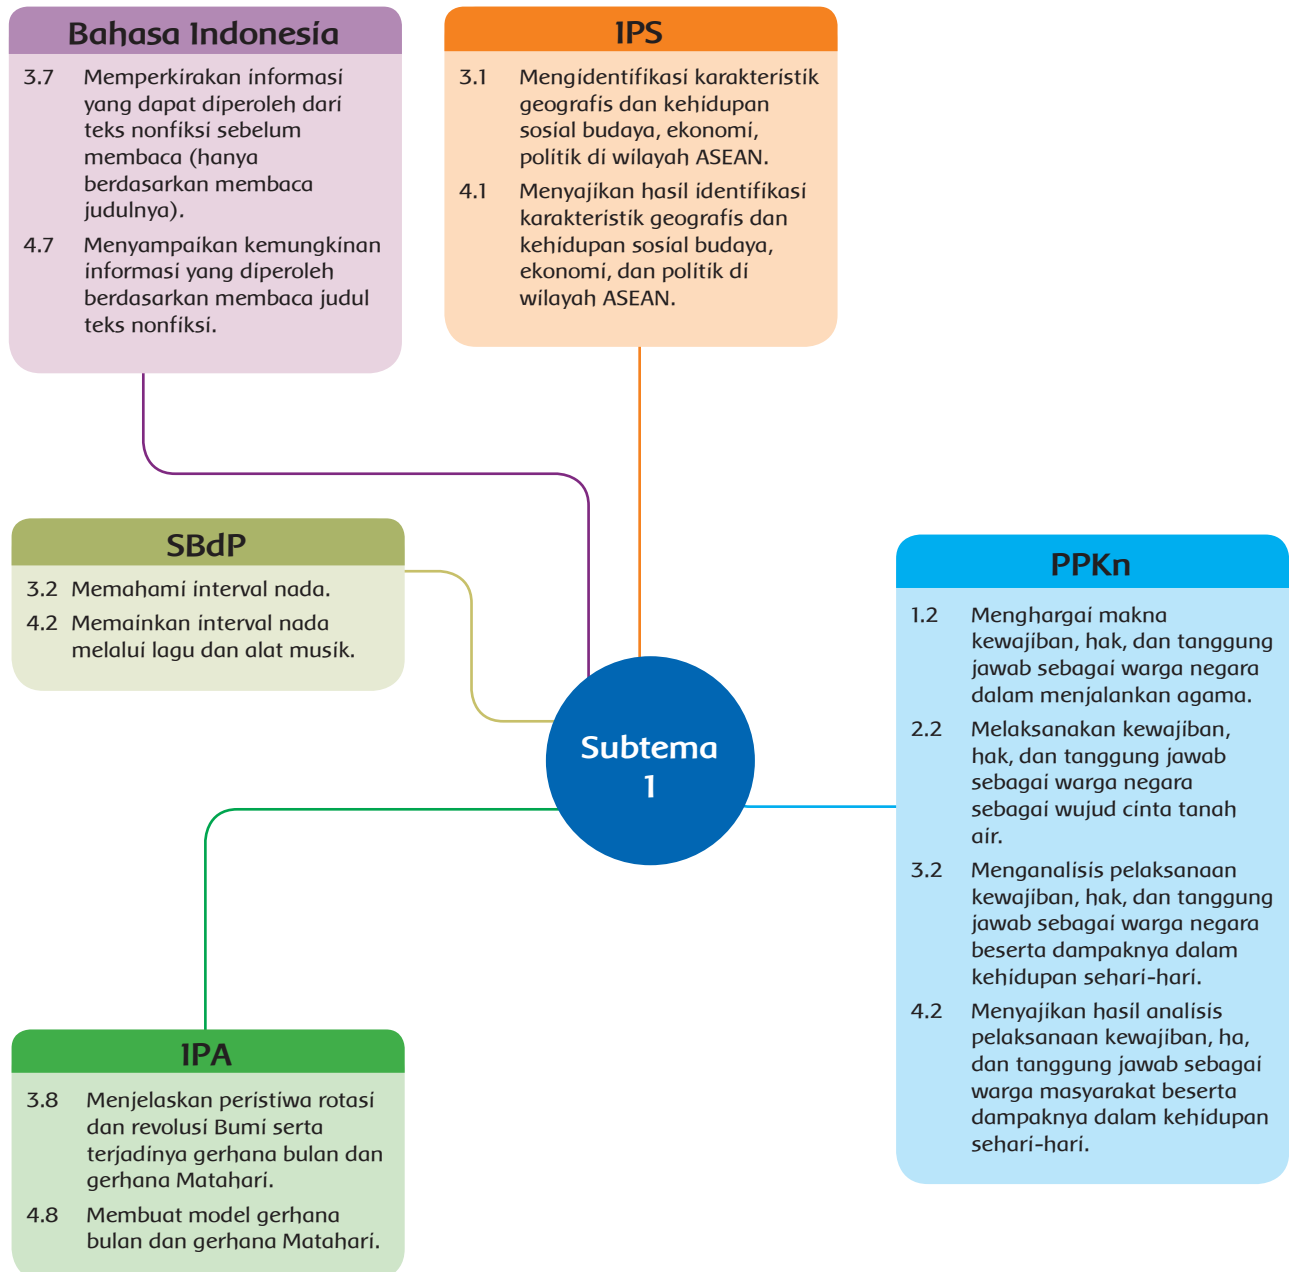 Bahasa Indonesia
3.7 Memperkirakan informasi
yang dapat diperoleh dari
teks nonfiksi sebelum
membaca (hanya
berdasarkan membaca
judulnya).
4.7 Menyampaikan kemungkinan
informasi yang diperoleh
berdasarkan membaca judul
teks nonfiksi.
IPS
3.1 Mengidentifikasi karakteristik
geografis dan kehidupan
sosial budaya, ekonomi,
politik di wilayah ASEAN.
4.1 Menyajikan hasil identifikasi
karakteristik geografis dan
kehidupan sosial budaya,
ekonomi, dan politik di
wilayah ASEAN.
SBdP
3.2 Memahami interval nada.
4.2 Memainkan interval nada
melalui lagu dan alat musik.
Subtema
1
PPKn
1.2 Menghargai makna
kewajiban, hak, dan tanggung
jawab sebagai warga negara
dalam menjalankan agama.
2.2 Melaksanakan kewajiban,
hak, dan tanggung jawab
sebagai warga negara
sebagai wujud cinta tanah
air.
3.2 Menganalisis pelaksanaan
kewajiban, hak, dan tanggung
jawab sebagai warga negara
beserta dampaknya dalam
kehidupan sehari-hari.
4.2 Menyajikan hasil analisis
pelaksanaan kewajiban, ha,
dan tanggung jawab sebagai
warga masyarakat beserta
dampaknya dalam kehidupan
sehari-hari.
IPA
3.8 Menjelaskan peristiwa rotasi
dan revolusi Bumi serta
terjadinya gerhana bulan dan
gerhana Matahari.
4.8 Membuat model gerhana
bulan dan gerhana Matahari.